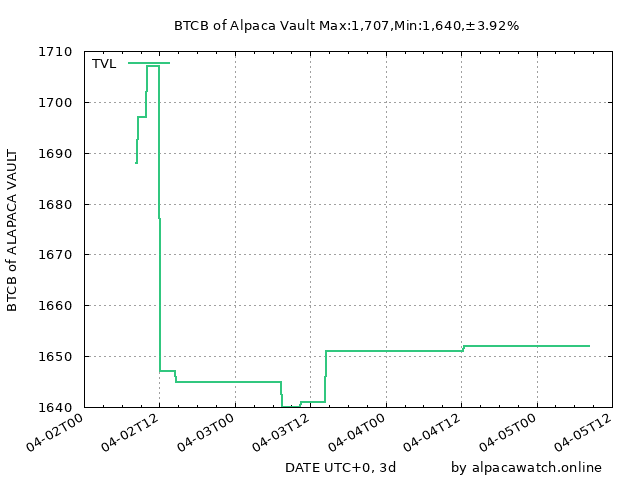 BTCB of Alpaca Vault Max:1,707,Min:1,640,±3.92%
TVL
BTCB of ALAPACA VAULT
1710
1700
1690
1680
1670
1660
1650
1640
04-02T00
04-02T12
04-03T00
04-03T12
04-04T00
04-04T12
04-05T00
04-05T12
DATE UTC+0, 3d
by alpacawatch.online